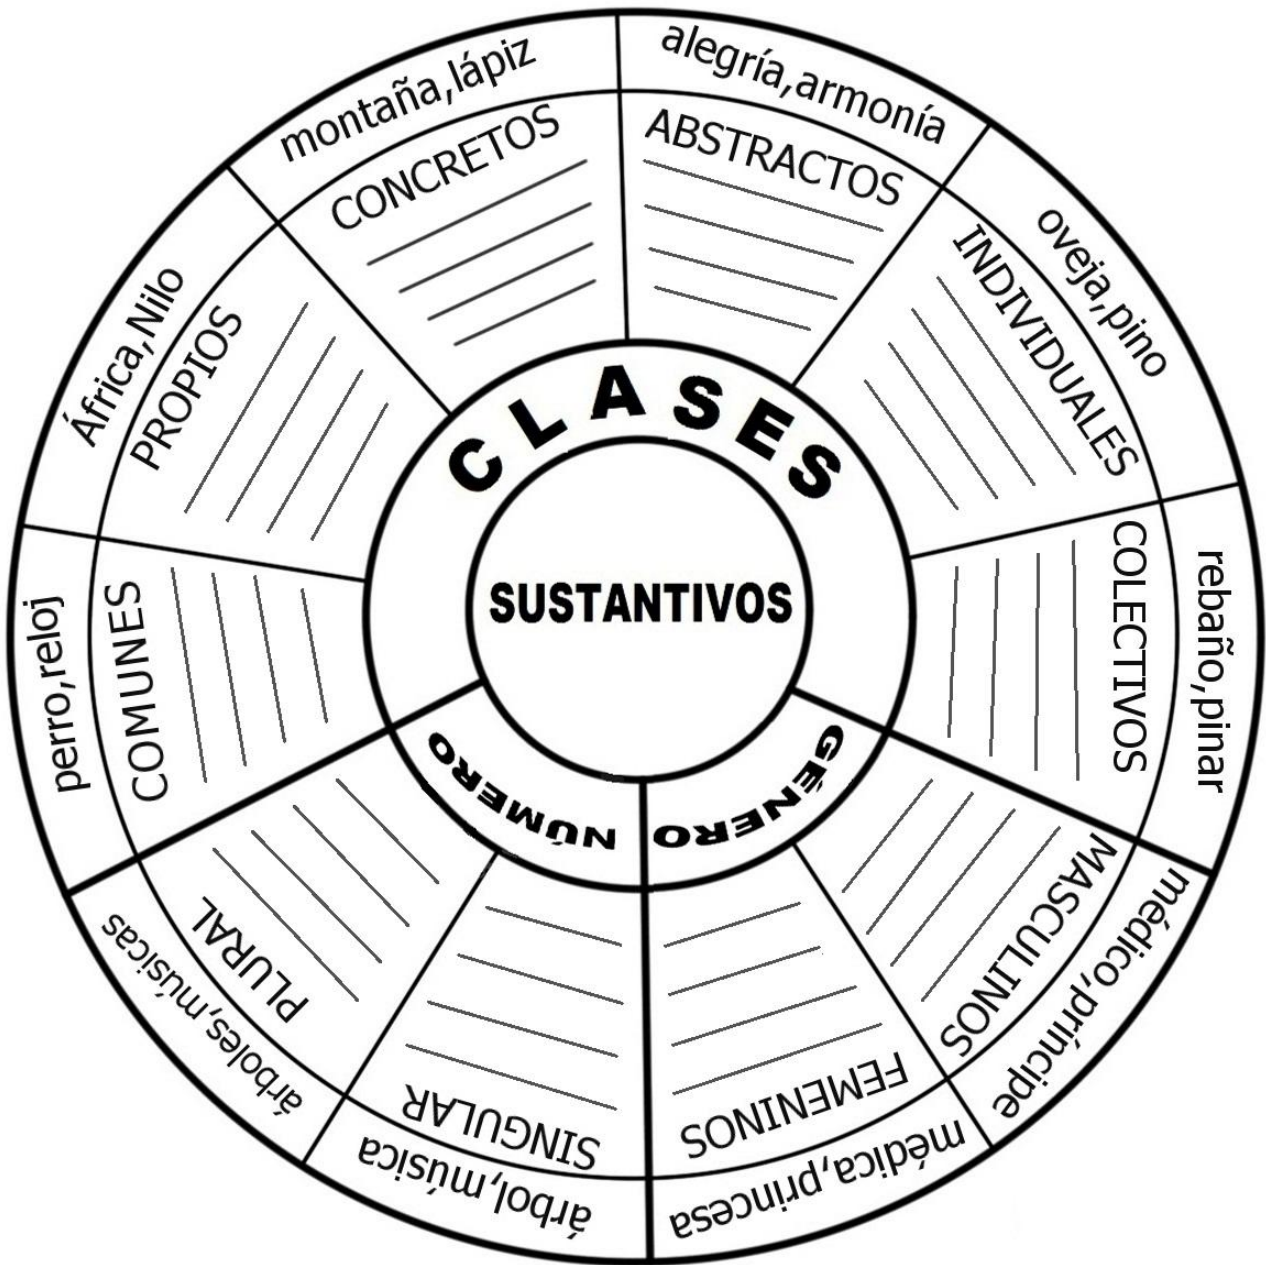 SUSTANTIVOS
CLASES
COMUNES
perro,reloj
PROPIOS
África,Nilo
CONCRETOS
montaña,lápiz
ABSTRACTOS
alegría,armonía
INDIVIDUALES
oveja,pino
COLECTIVOS
rebaño,pinar
GÉNERO
MASCULINOS
médico,príncipe
FEMENINOS
médica,princesa
NÚMERO
SINGULAR
árbol,música
PLURAL
árboles,músicas